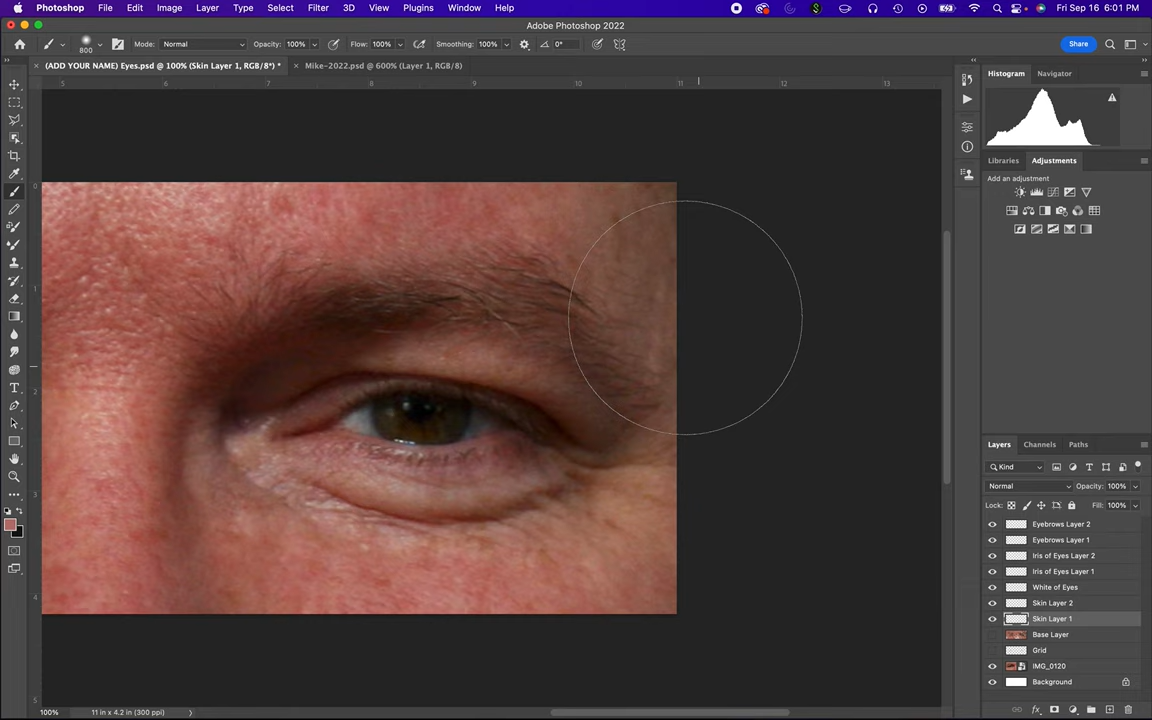 Photoshop File Edit Image Layer Type Select Filter 3D View Plugins Window Help Fri Sep 16 6:01 PM
Adobe Photoshop 2022
800 Mode: Normal Opacity: 100% Flow: 100% Smoothing: 100% 0° Share
× (ADD YOUR NAME) Eyes.psd @ 100% (Skin Layer 1, RGB/8*) * × Mike-2022.psd @ 600% (Layer 1, RGB/8)
5 6 7 8 9 10 11 12 13
Histogram Navigator
Libraries Adjustments
Add an adjustment
0
1
2
3
4
5
Layers Channels Paths
Kind
Normal Opacity: 100%
Lock: Fill: 100%
Eyebrows Layer 2
Eyebrows Layer 1
Iris of Eyes Layer 2
Iris of Eyes Layer 1
White of Eyes
Skin Layer 2
Skin Layer 1
Base Layer
Grid
IMG_0120
Background
100% 11 in x 4.2 in (300 ppi)